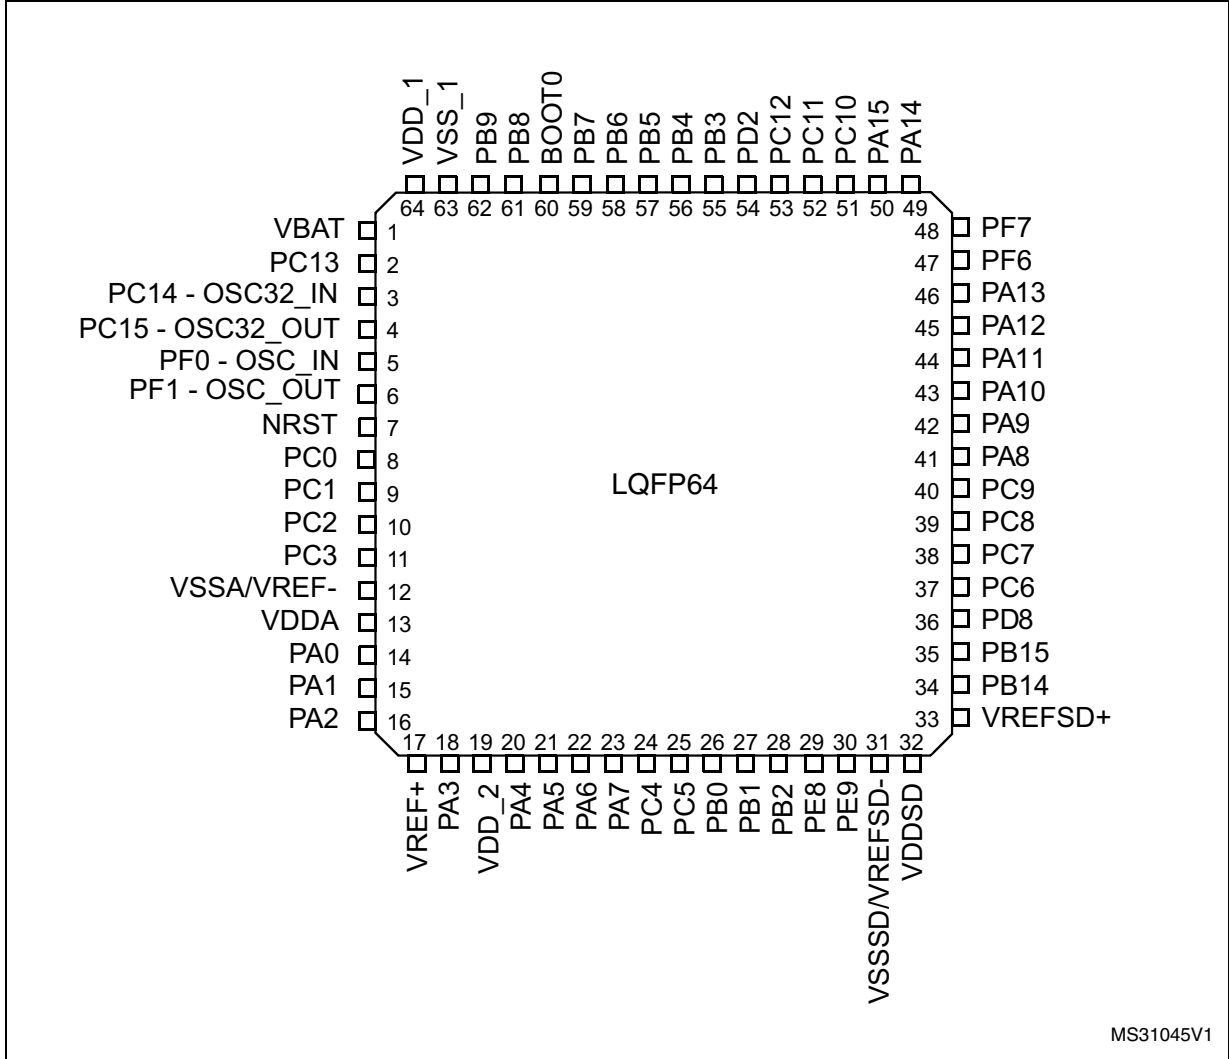 VDD_1
VSS_1
PB9
PB8
BOOT0
PB7
PB6
PB5
PB4
PB3
PD2
PC12
PC11
PC10
PA15
PA14
64 63 62 61 60 59 58 57 56 55 54 53 52 51 50 49
VBAT 1
PC13 2
PC14 - OSC32_IN 3
PC15 - OSC32_OUT 4
PF0 - OSC_IN 5
PF1 - OSC_OUT 6
NRST 7
PC0 8
PC1 9
PC2 10
PC3 11
VSSA/VREF- 12
VDDA 13
PA0 14
PA1 15
PA2 16
LQFP64
48 PF7
47 PF6
46 PA13
45 PA12
44 PA11
43 PA10
42 PA9
41 PA8
40 PC9
39 PC8
38 PC7
37 PC6
36 PD8
35 PB15
34 PB14
33 VREFSD+
17 18 19 20 21 22 23 24 25 26 27 28 29 30 31 32
VREF+
PA3
VDD_2
PA4
PA5
PA6
PA7
PC4
PC5
PB0
PB1
PB2
PE8
PE9
VSSSD/VREFSD-
VDDSD
MS31045V1